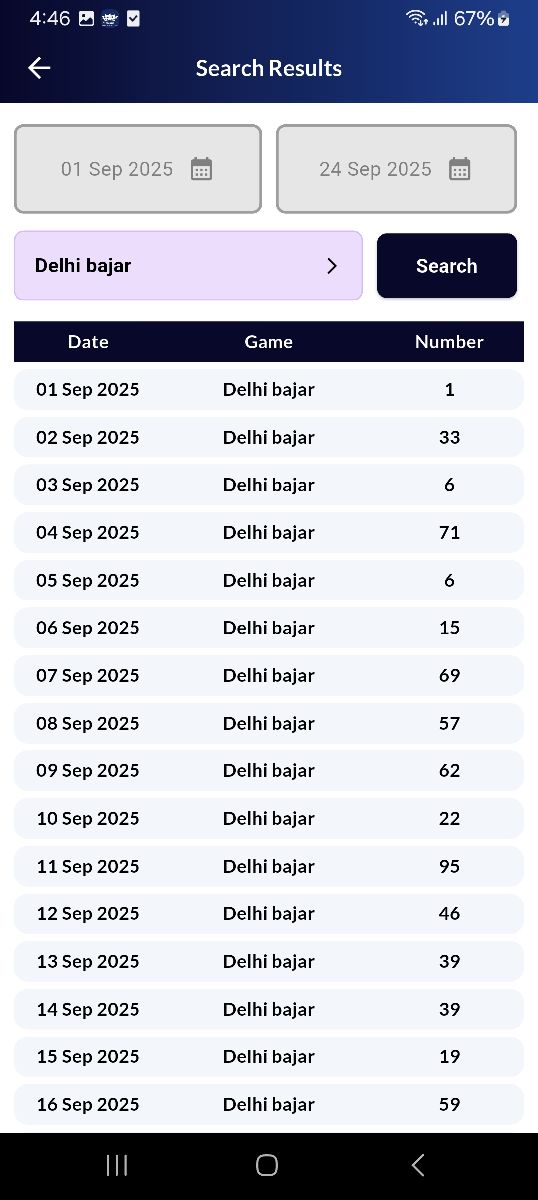 4:46 67%
Search Results
01 Sep 2025 24 Sep 2025
Delhi bajar Search
Date Game Number
01 Sep 2025 Delhi bajar 1
02 Sep 2025 Delhi bajar 33
03 Sep 2025 Delhi bajar 6
04 Sep 2025 Delhi bajar 71
05 Sep 2025 Delhi bajar 6
06 Sep 2025 Delhi bajar 15
07 Sep 2025 Delhi bajar 69
08 Sep 2025 Delhi bajar 57
09 Sep 2025 Delhi bajar 62
10 Sep 2025 Delhi bajar 22
11 Sep 2025 Delhi bajar 95
12 Sep 2025 Delhi bajar 46
13 Sep 2025 Delhi bajar 39
14 Sep 2025 Delhi bajar 39
15 Sep 2025 Delhi bajar 19
16 Sep 2025 Delhi bajar 59